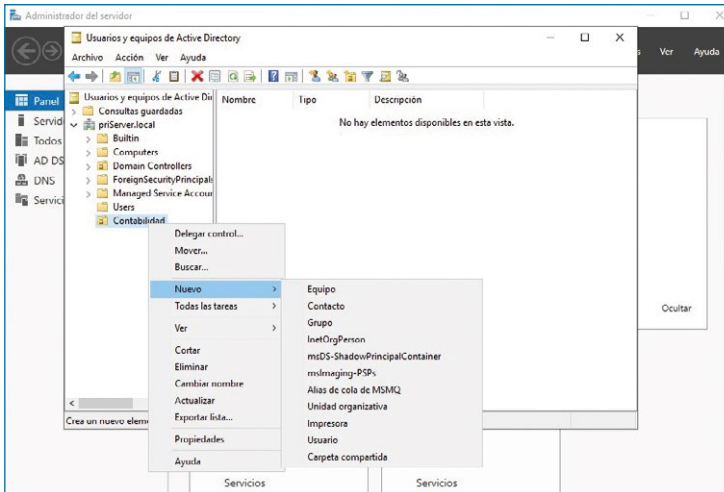 Administrador del servidor
Usuarios y equipos de Active Directory
Archivo Acción Ver Ayuda
Ver Ayuda
Panel
Servid
Todos
AD DS
DNS
Servici
Usuarios y equipos de Active Dir
Consultas guardadas
priServer.local
Builtin
Computers
Domain Controllers
ForeignSecurityPrincipals
Managed Service Accour
Users
Contabilidad
Nombre Tipo Descripción
No hay elementos disponibles en esta vista.
Delegar control...
Mover...
Buscar...
Nuevo
Todas las tareas
Ver
Cortar
Eliminar
Cambiar nombre
Actualizar
Exportar lista...
Propiedades
Ayuda
Equipo
Contacto
Grupo
InetOrgPerson
msDS-ShadowPrincipalContainer
msImaging-PSPs
Alias de cola de MSMQ
Unidad organizativa
Impresora
Usuario
Carpeta compartida
Ocultar
Crea un nuevo elem
Servicios Servicios